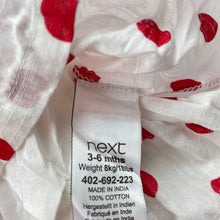 next
3-6 mths
Weight 8kg/18lbs
402-692-223
MADE IN INDIA
100% COTTON
Hergestellt in Indien
Fabriqué en Inde